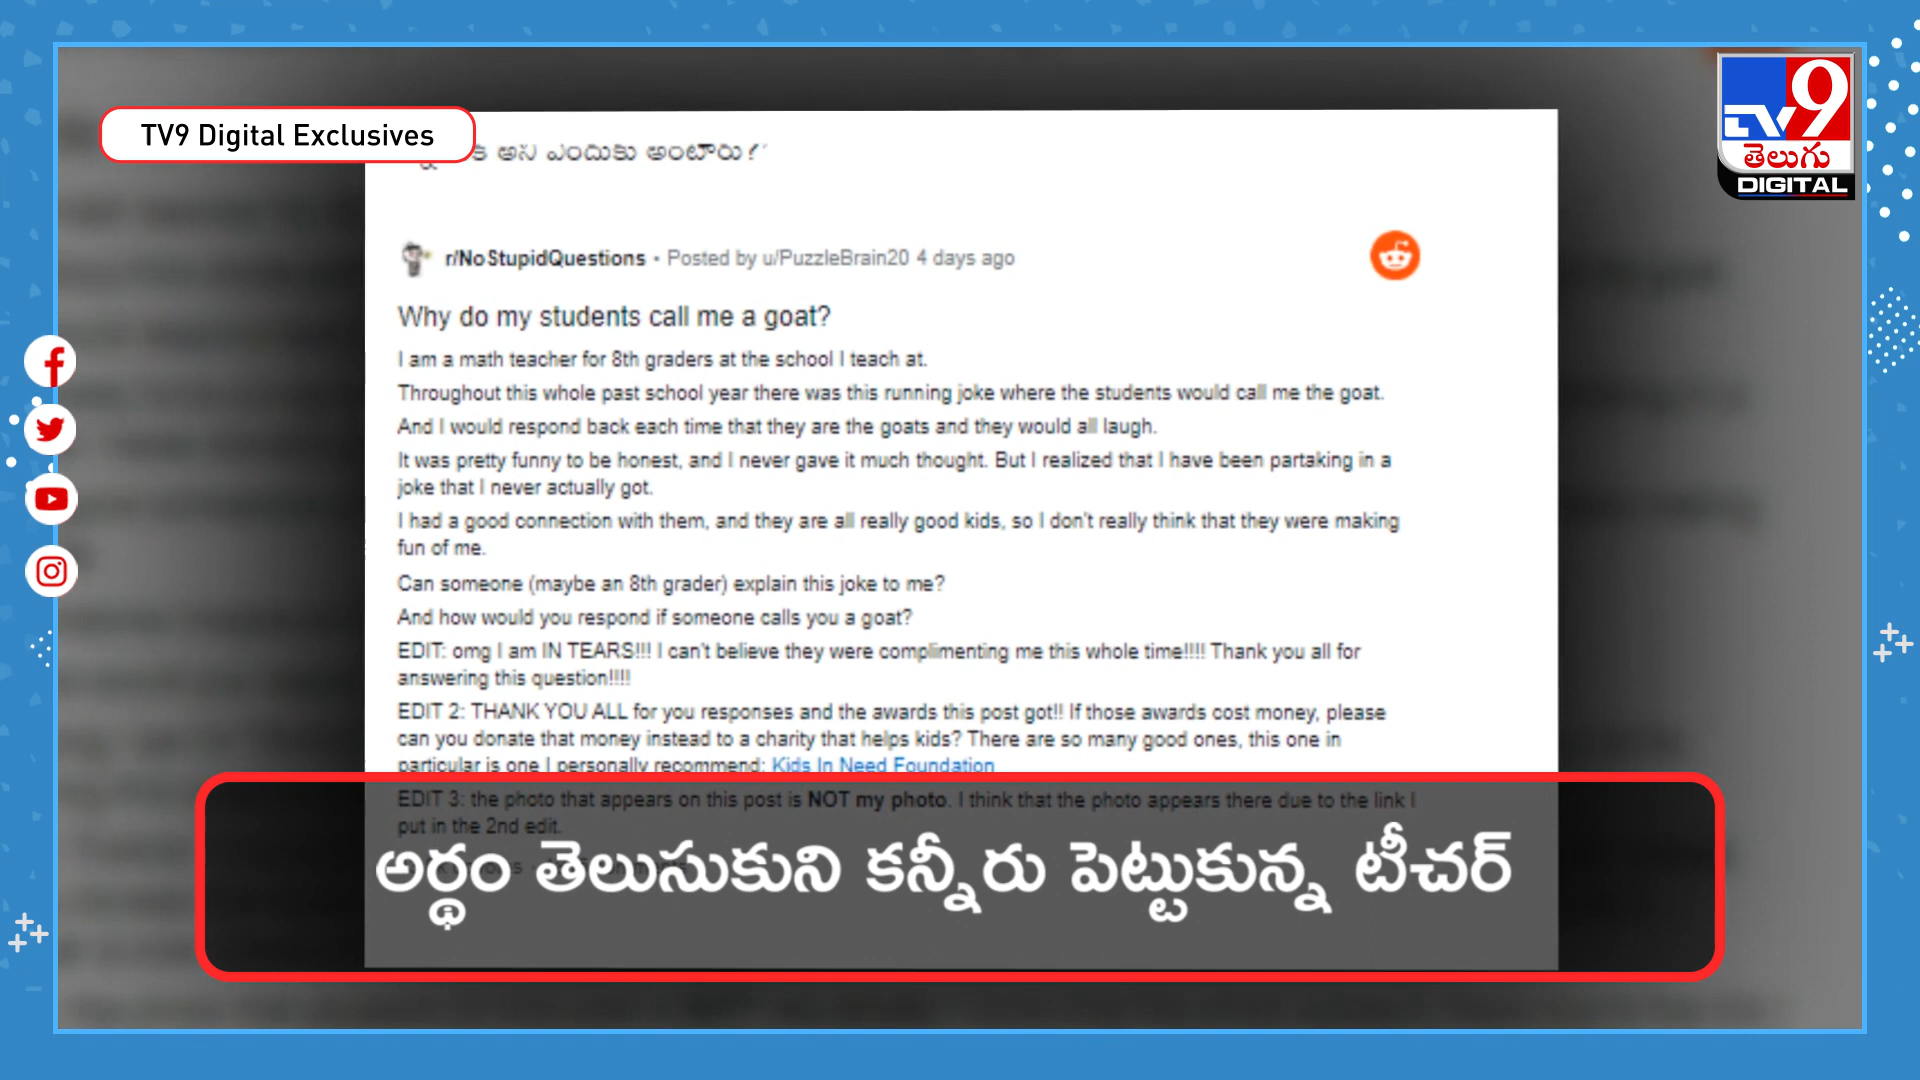 TV9 Digital Exclusives
అని ఎందుకు అంటారు?'
TV9
తెలుగు
DIGITAL
r/NoStupidQuestions • Posted by u/PuzzleBrain20 4 days ago
Why do my students call me a goat?
I am a math teacher for 8th graders at the school I teach at.
Throughout this whole past school year there was this running joke where the students would call me the goat.
And I would respond back each time that they are the goats and they would all laugh.
It was pretty funny to be honest, and I never gave it much thought. But I realized that I have been partaking in a
joke that I never actually got.
I had a good connection with them, and they are all really good kids, so I don't really think that they were making
fun of me.
Can someone (maybe an 8th grader) explain this joke to me?
And how would you respond if someone calls you a goat?
EDIT: omg I am IN TEARS!!! I can't believe they were complimenting me this whole time!!!! Thank you all for
answering this question!!!!
EDIT 2: THANK YOU ALL for you responses and the awards this post got!! If those awards cost money, please
can you donate that money instead to a charity that helps kids? There are so many good ones, this one in
particular is one I personally recommend: Kids In Need Foundation
EDIT 3: the photo that appears on this post is NOT my photo. I think that the photo appears there due to the link I
put in the 2nd edit.
అర్థం తెలుసుకుని కన్నీరు పెట్టుకున్న టీచర్